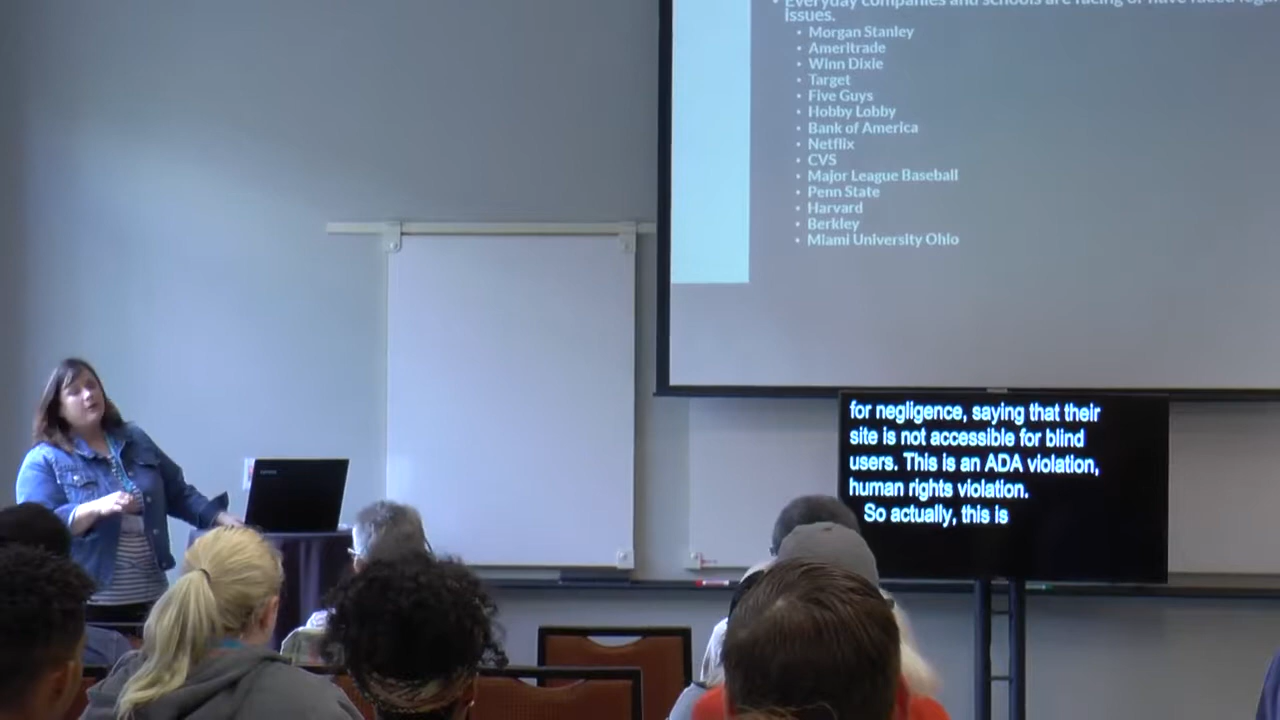 • Everyday companies and schools are facing or have faced legal
issues.
• Morgan Stanley
• Ameritrade
• Winn Dixie
• Target
• Five Guys
• Hobby Lobby
• Bank of America
• Netflix
• CVS
• Major League Baseball
• Penn State
• Harvard
• Berkley
• Miami University Ohio
for negligence, saying that their
site is not accessible for blind
users. This is an ADA violation,
human rights violation.
So actually, this is